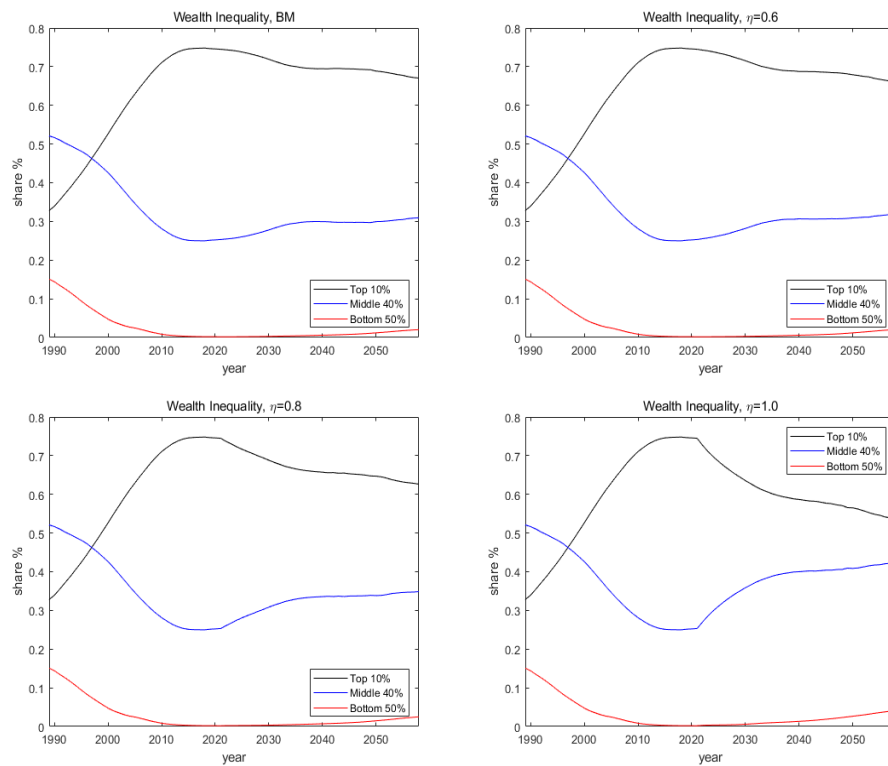 Wealth Inequality, BM
0.8
0.7
0.6
0.5
0.4
0.3
0.2
0.1
0
share %
1990 2000 2010 2020 2030 2040 2050
year
Top 10%
Middle 40%
Bottom 50%
Wealth Inequality, η=0.6
0.8
0.7
0.6
0.5
0.4
0.3
0.2
0.1
0
share %
1990 2000 2010 2020 2030 2040 2050
year
Top 10%
Middle 40%
Bottom 50%
Wealth Inequality, η=0.8
0.8
0.7
0.6
0.5
0.4
0.3
0.2
0.1
0
share %
1990 2000 2010 2020 2030 2040 2050
year
Top 10%
Middle 40%
Bottom 50%
Wealth Inequality, η=1.0
0.8
0.7
0.6
0.5
0.4
0.3
0.2
0.1
0
share %
1990 2000 2010 2020 2030 2040 2050
year
Top 10%
Middle 40%
Bottom 50%